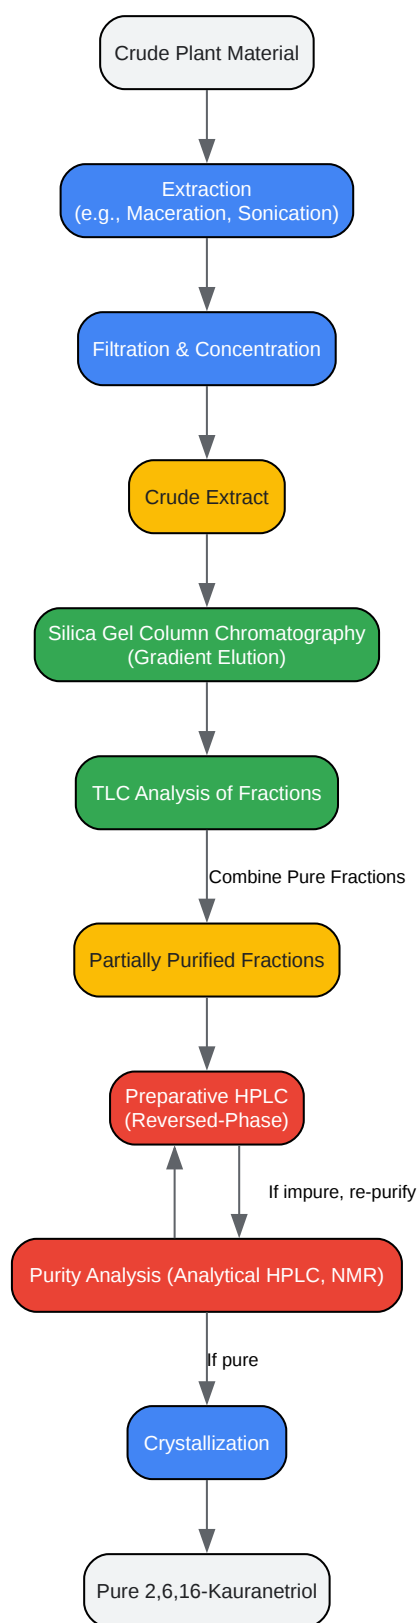 Crude Plant Material
Extraction
(e.g., Maceration, Sonication)
Filtration & Concentration
Crude Extract
Silica Gel Column Chromatography
(Gradient Elution)
TLC Analysis of Fractions
Combine Pure Fractions
Partially Purified Fractions
Preparative HPLC
(Reversed-Phase)
If impure, re-purify
Purity Analysis (Analytical HPLC, NMR)
If pure
Crystallization
Pure 2,6,16-Kauranetriol